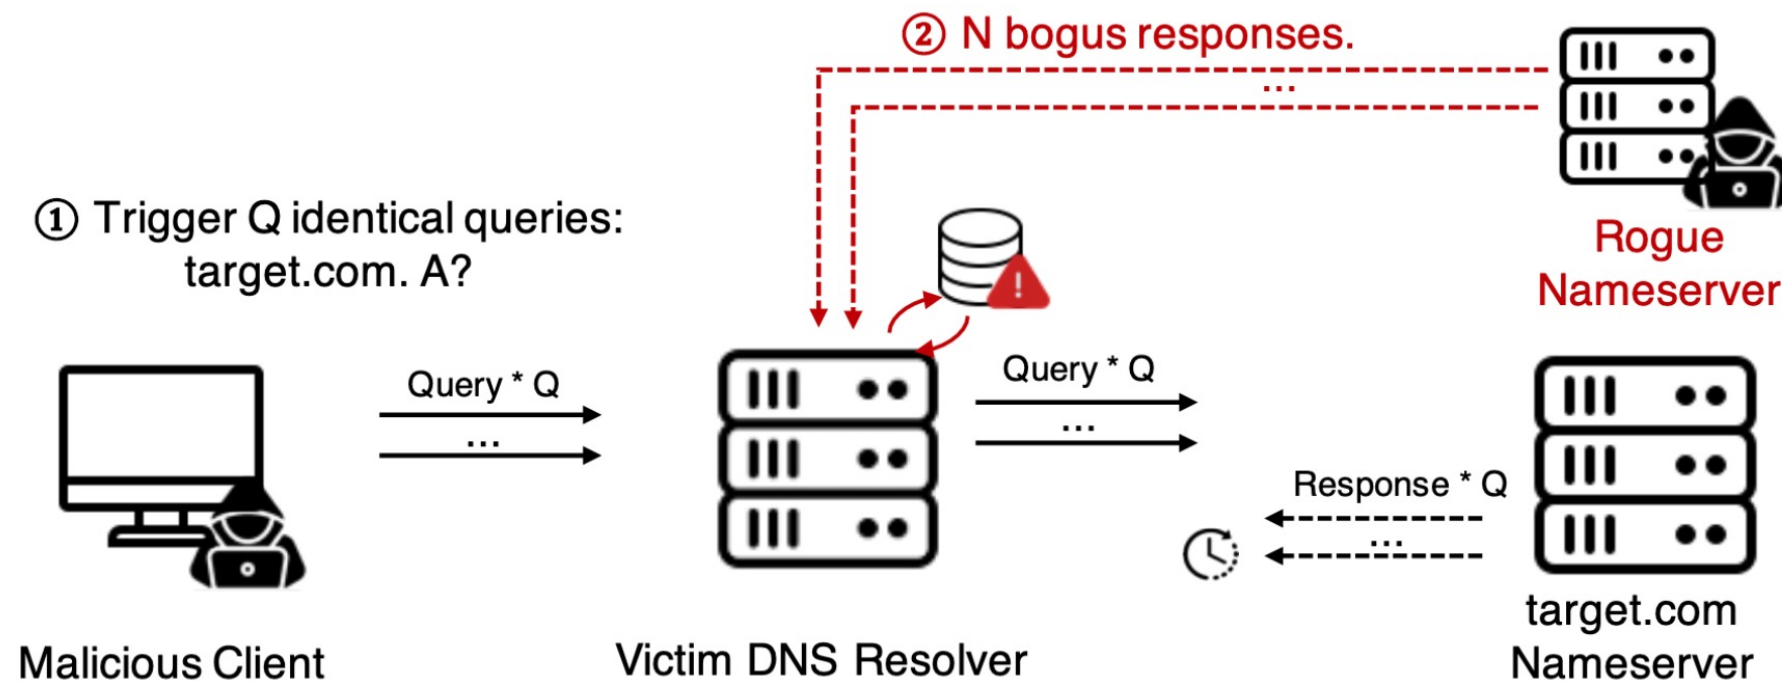 ② N bogus responses.
...
① Trigger Q identical queries:
target.com. A?
Rogue
Nameserver
Query * Q
...
Query * Q
...
Response * Q
...
target.com
Nameserver
Malicious Client
Victim DNS Resolver